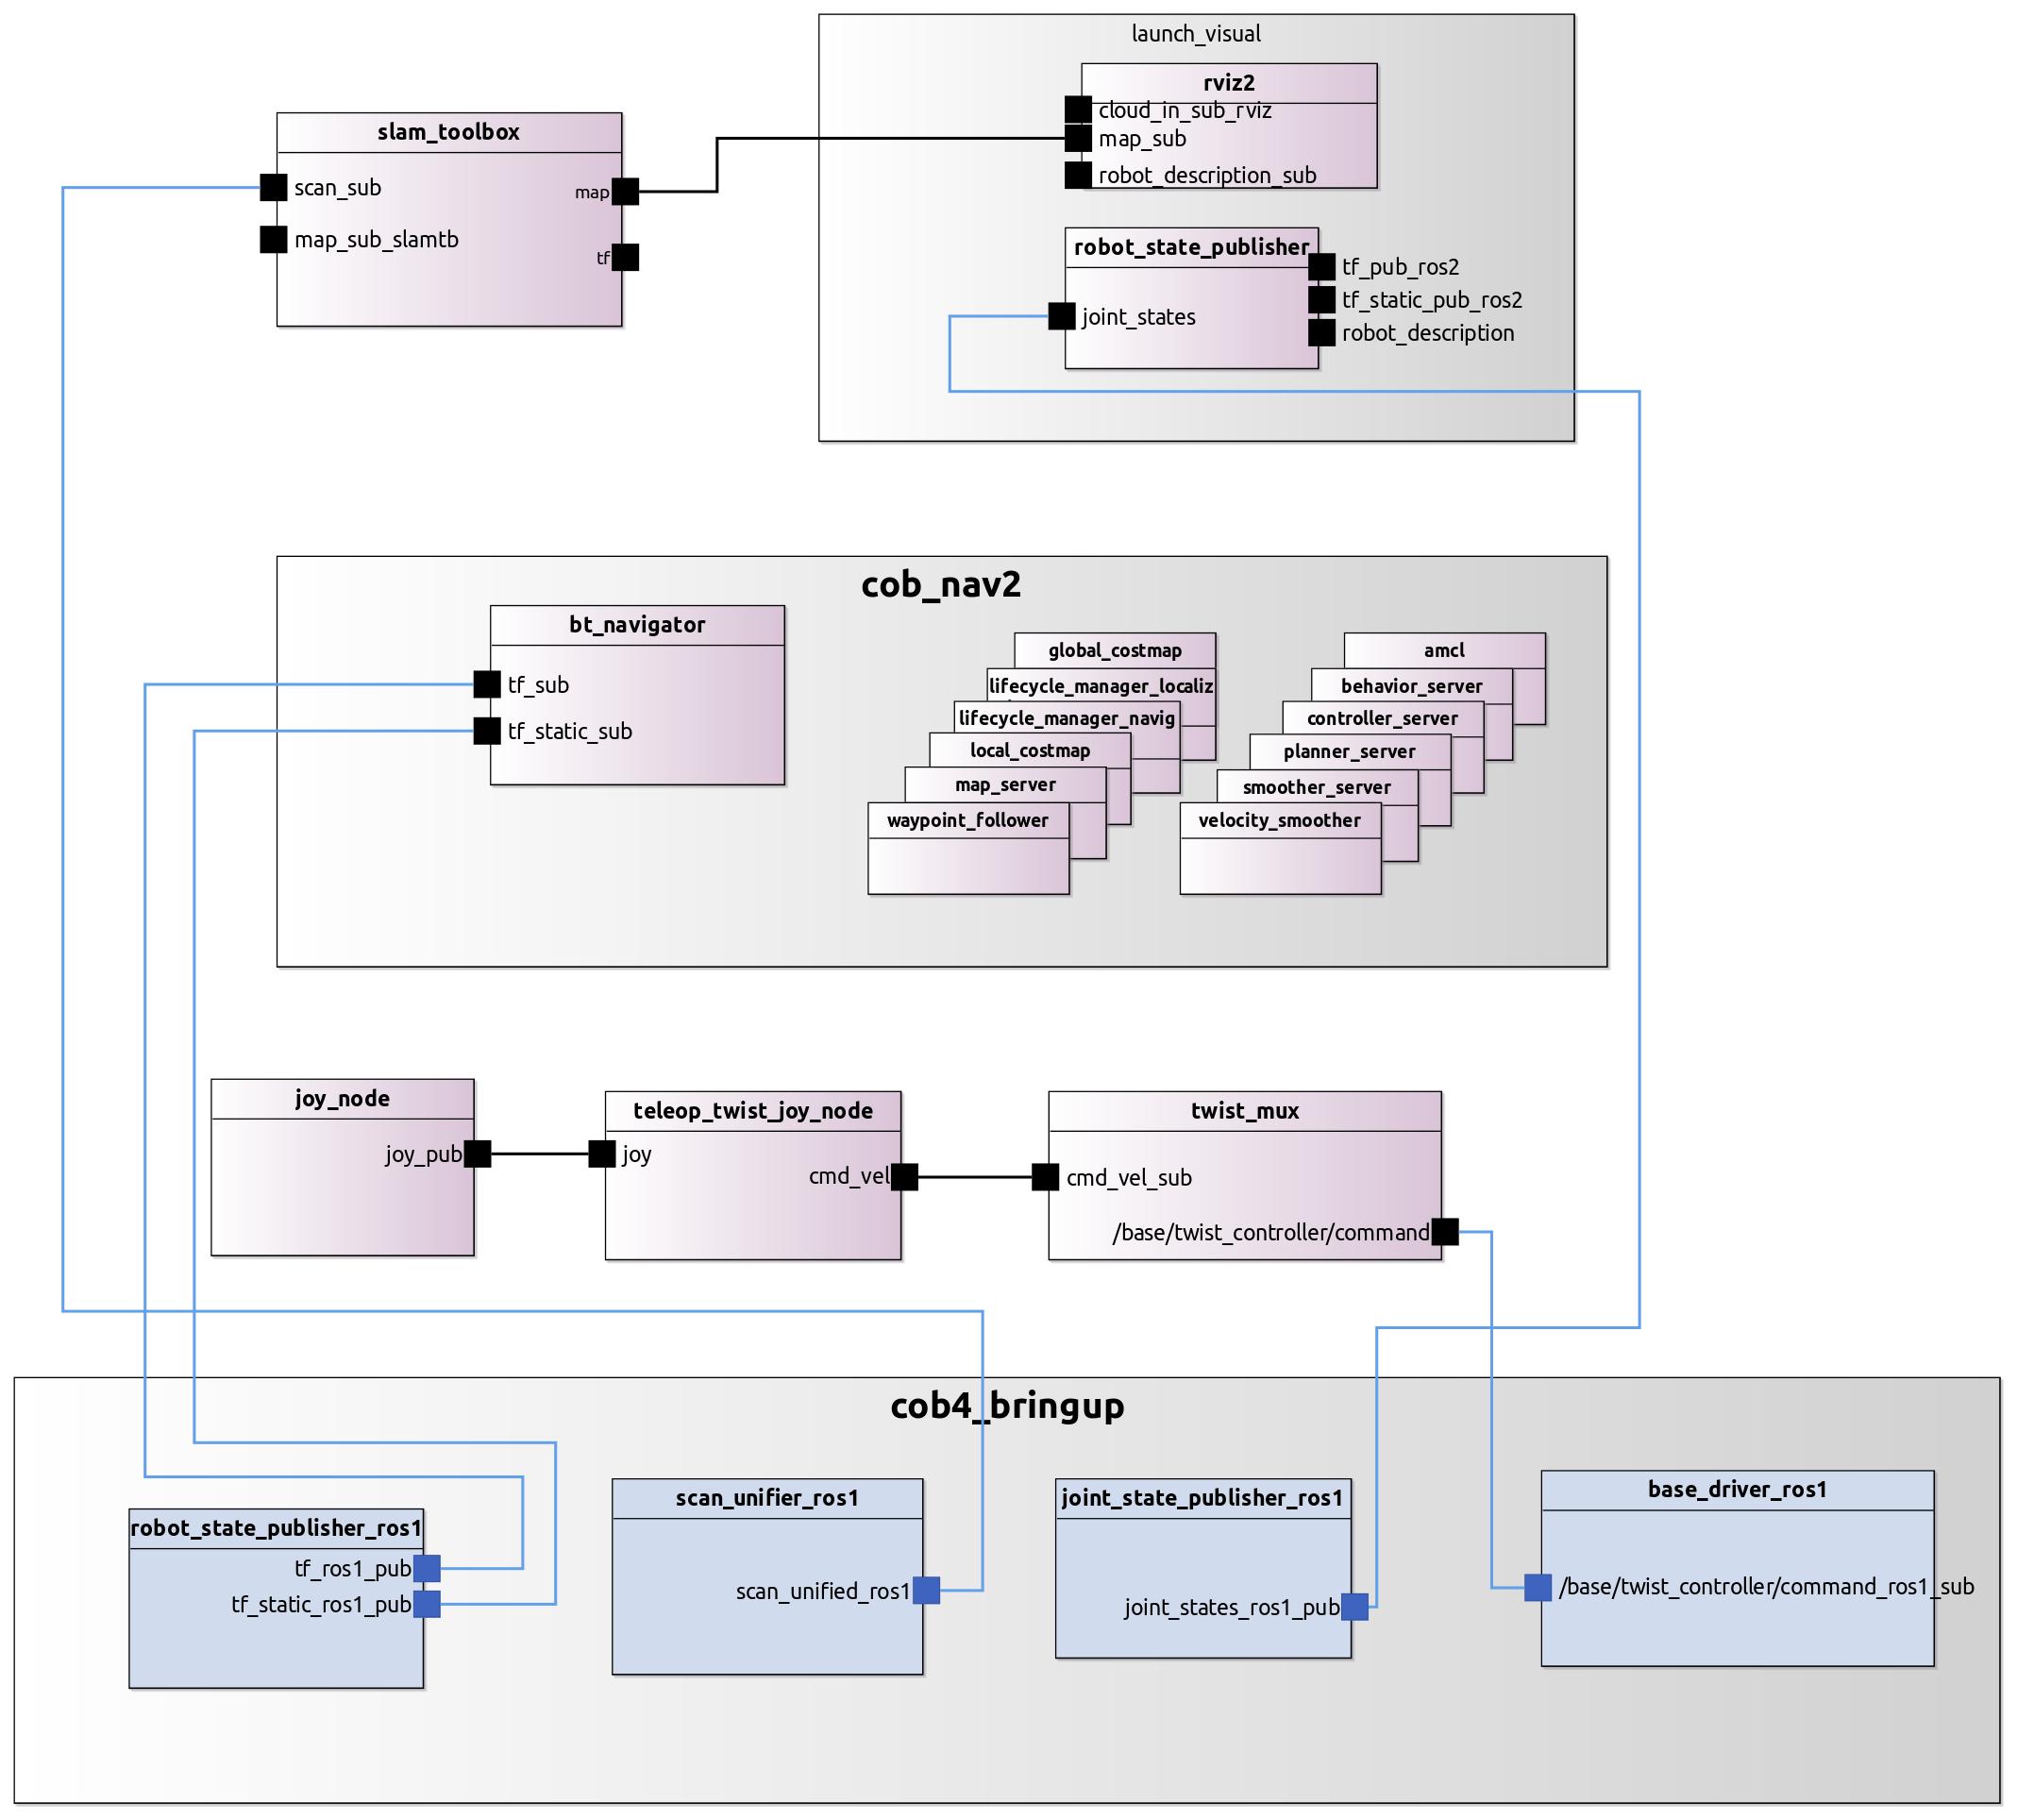 launch_visual
rviz2
cloud_in_sub_rviz
map_sub
robot_description_sub
slam_toolbox
scan_sub
map
map_sub_slamtb
tf
robot_state_publisher
tf_pub_ros2
tf_static_pub_ros2
joint_states
robot_description
cob_nav2
bt_navigator
tf_sub
tf_static_sub
global_costmap
lifecycle_manager_localiz
lifecycle_manager_navig
local_costmap
map_server
waypoint_follower
amcl
behavior_server
controller_server
planner_server
smoother_server
velocity_smoother
joy_node
joy_pub
teleop_twist_joy_node
joy
cmd_vel
twist_mux
cmd_vel_sub
/base/twist_controller/command
cob4_bringup
robot_state_publisher_ros1
tf_ros1_pub
tf_static_ros1_pub
scan_unifier_ros1
scan_unified_ros1
joint_state_publisher_ros1
joint_states_ros1_pub
base_driver_ros1
/base/twist_controller/command_ros1_sub